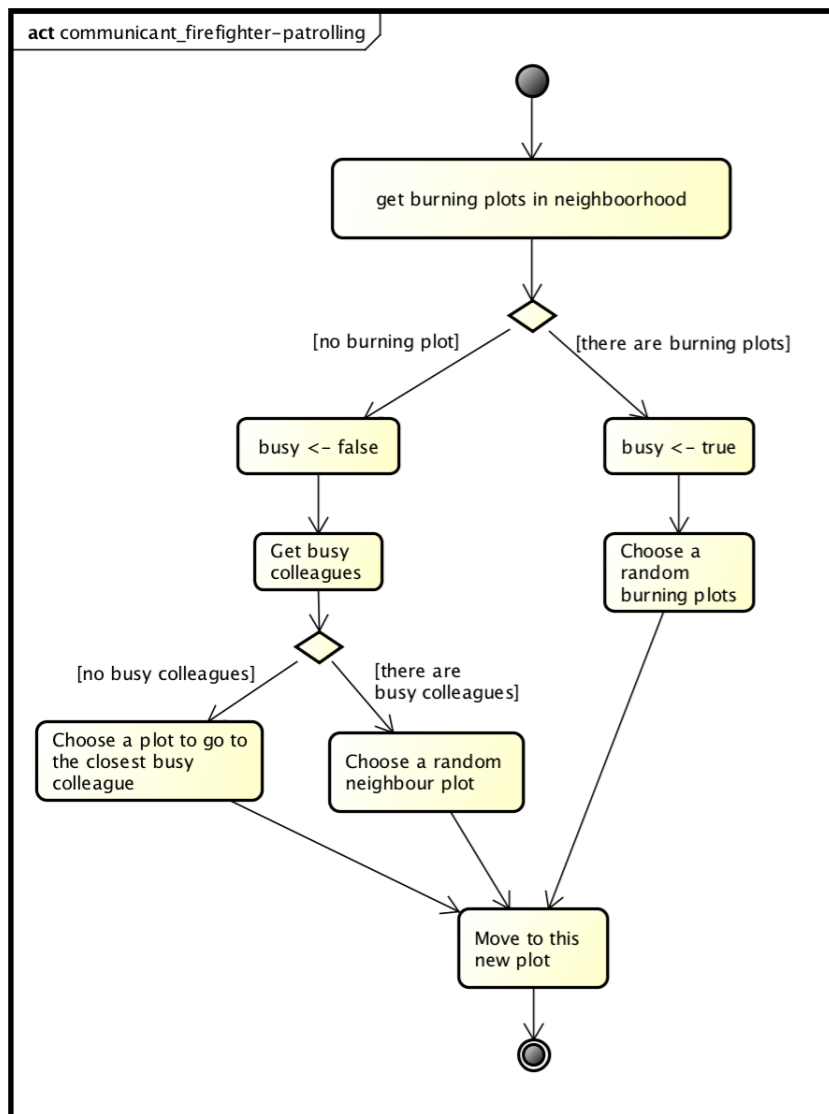 act communicant_firefighter-patrolling
get burning plots in neighboorhood
[no burning plot]
[there are burning plots]
busy <- false
busy <- true
Get busy
colleagues
Choose a
random
burning plots
[no busy colleagues]
[there are
busy colleagues]
Choose a plot to go to
the closest busy
colleague
Choose a random
neighbour plot
Move to this
new plot